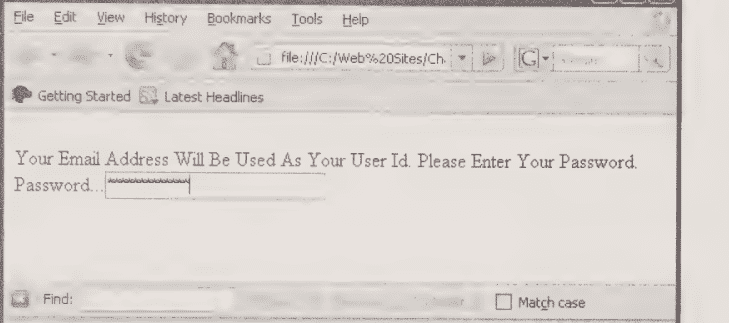 File Edit View History Bookmarks Tools Help
file:///C:/Web%20Sites/Ch G
Getting Started Latest Headlines
Your Email Address Will Be Used As Your User Id. Please Enter Your Password.
Password...
Find: Match case